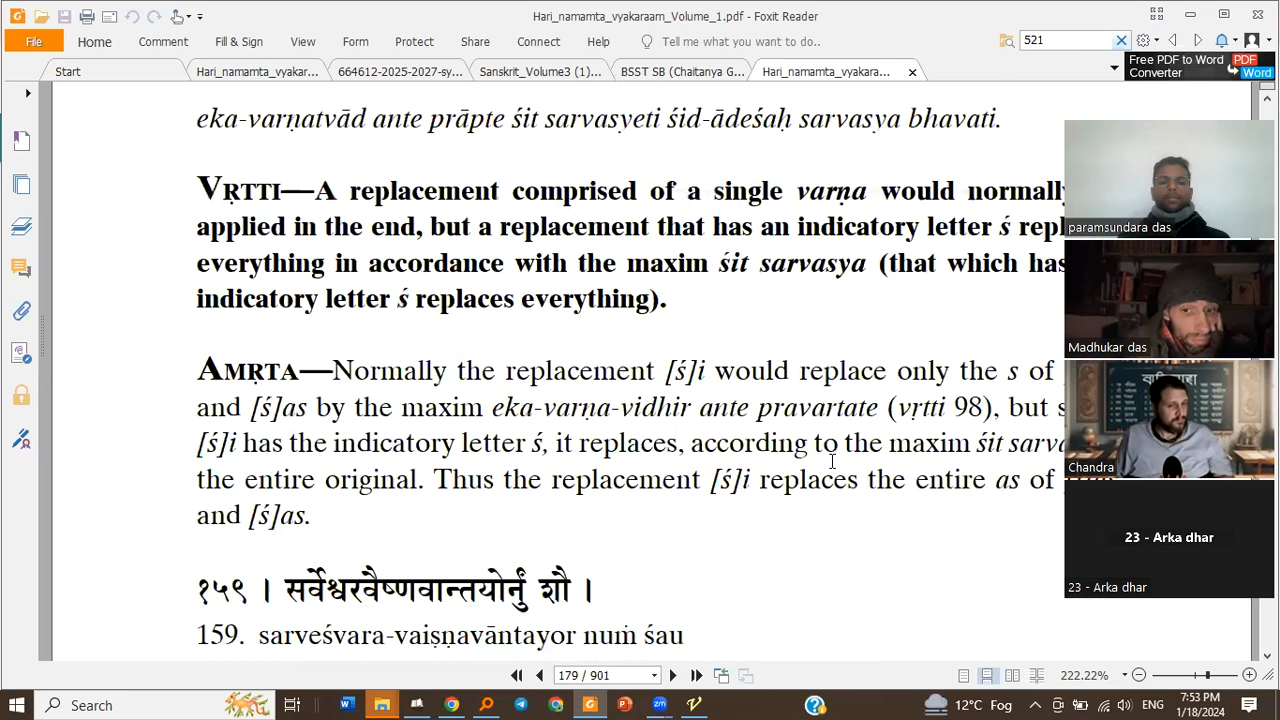 Hari_namamta_vyakaraam_Volume_1.pdf - Foxit Reader
File Home Comment Fill & Sign View Form Protect Share Connect Help Tell me what you want to do.. 521
Start Hari_namamta_vyakar... 664612-2025-2027-sy... Sanskrit_Volume3 (1)... BSST SB (Chaitanya G... Hari_namamta_vyakara...
Free PDF to Word Converter PDF Word
eka-varṇatvād ante prāpte śit sarvasyeti śid-ādeśaḥ sarvasya bhavati.
VṚTTI—A replacement comprised of a single varṇa would normally
applied in the end, but a replacement that has an indicatory letter ś repl
everything in accordance with the maxim śit sarvasya (that which has
indicatory letter ś replaces everything).
AMṚTA—Normally the replacement [ś]i would replace only the s of
and [ś]as by the maxim eka-varṇa-vidhir ante pravartate (vṛtti 98), but s
[ś]i has the indicatory letter ś, it replaces, according to the maxim śit sarva
the entire original. Thus the replacement [ś]i replaces the entire as of
and [ś]as.
१५९ । सर्वेश्वरवैष्णवान्तयोर्नुं शौ ।
159. sarveśvara-vaiṣṇavāntayor nuṁ śau
paramsundara das
Madhukar das
Chandra
23 - Arka dhar
23 - Arka dhar
179 / 901
222.22%
Search
12°C Fog
7:53 PM
1/18/2024